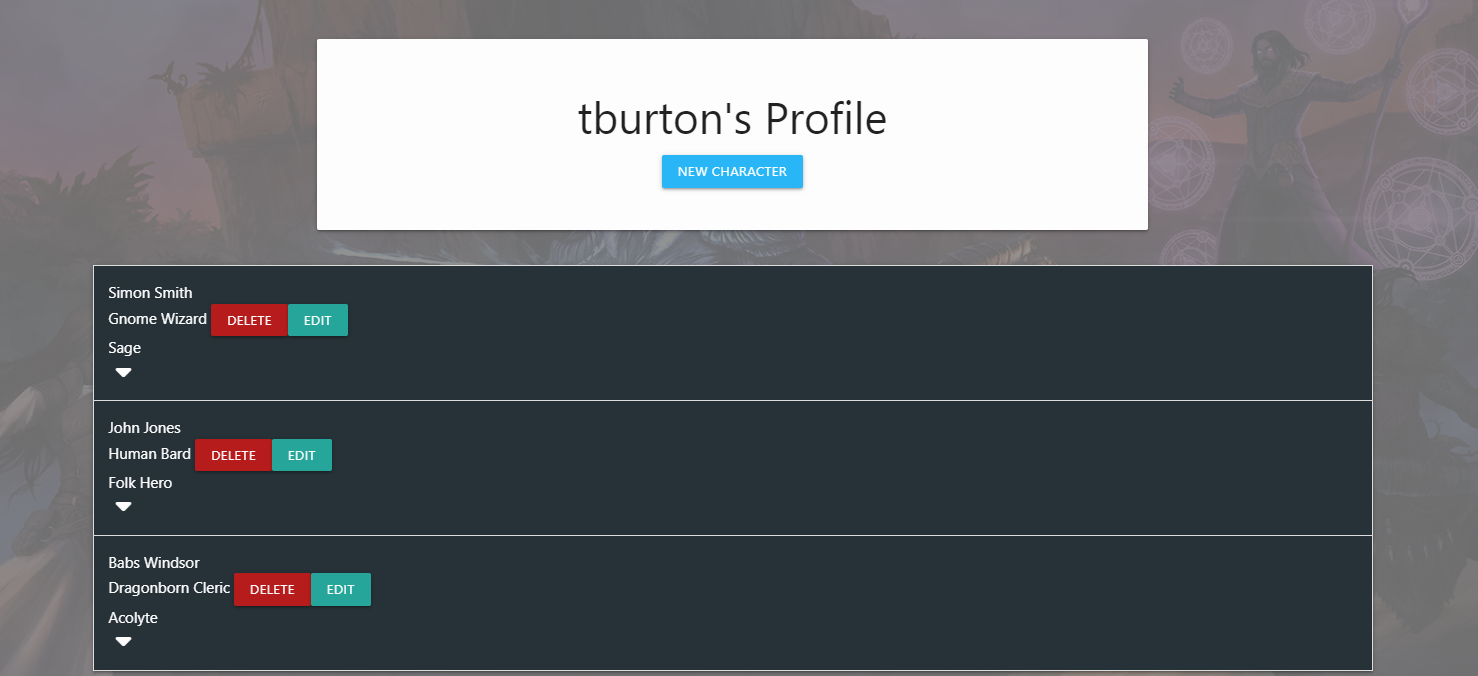 tburton's Profile
NEW CHARACTER
Simon Smith
Gnome Wizard DELETE EDIT
Sage
John Jones
Human Bard DELETE EDIT
Folk Hero
Babs Windsor
Dragonborn Cleric DELETE EDIT
Acolyte